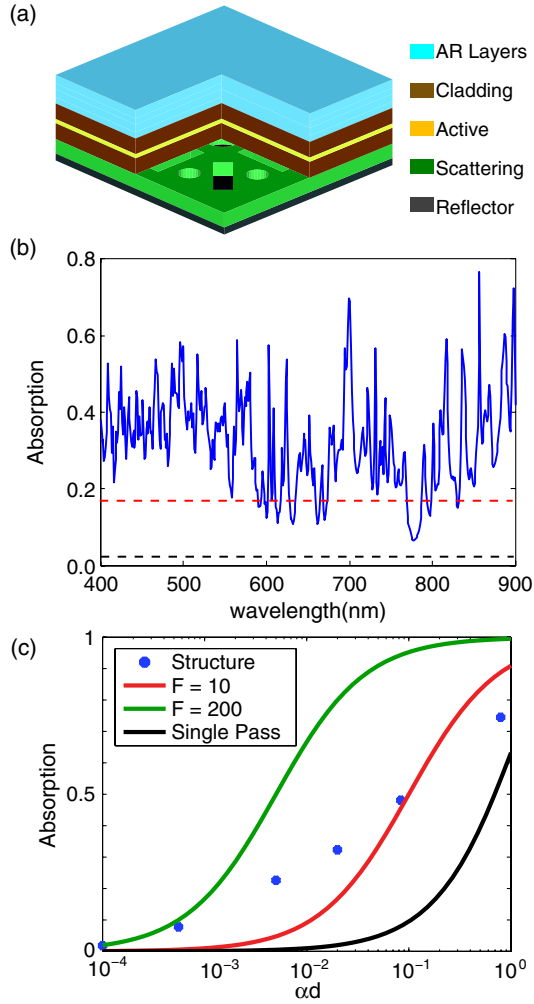 (a)
AR Layers
Cladding
Active
Scattering
Reflector
(b)
0.8
0.6
0.4
0.2
0.0
Absorption
400 500 600 700 800 900
wavelength(nm)
(c)
1
0.5
0
Absorption
Structure
F = 10
F = 200
Single Pass
10⁻⁴ 10⁻³ 10⁻² 10⁻¹ 10⁰
αd